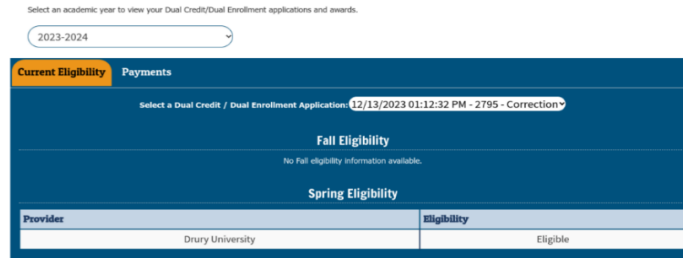 Select an academic year to view your Dual Credit/Dual Enrollment applications and awards.
2023-2024
Current Eligibility Payments
Select a Dual Credit / Dual Enrollment Application: 12/13/2023 01:12:32 PM - 2795 - Correction
Fall Eligibility
No Fall eligibility information available.
Spring Eligibility
Provider Eligibility
Drury University Eligible